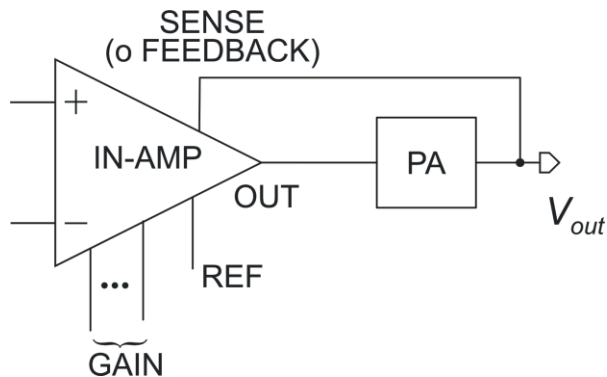 SENSE
(o FEEDBACK)
+
IN-AMP
PA
OUT
−
V_out
REF
...
GAIN